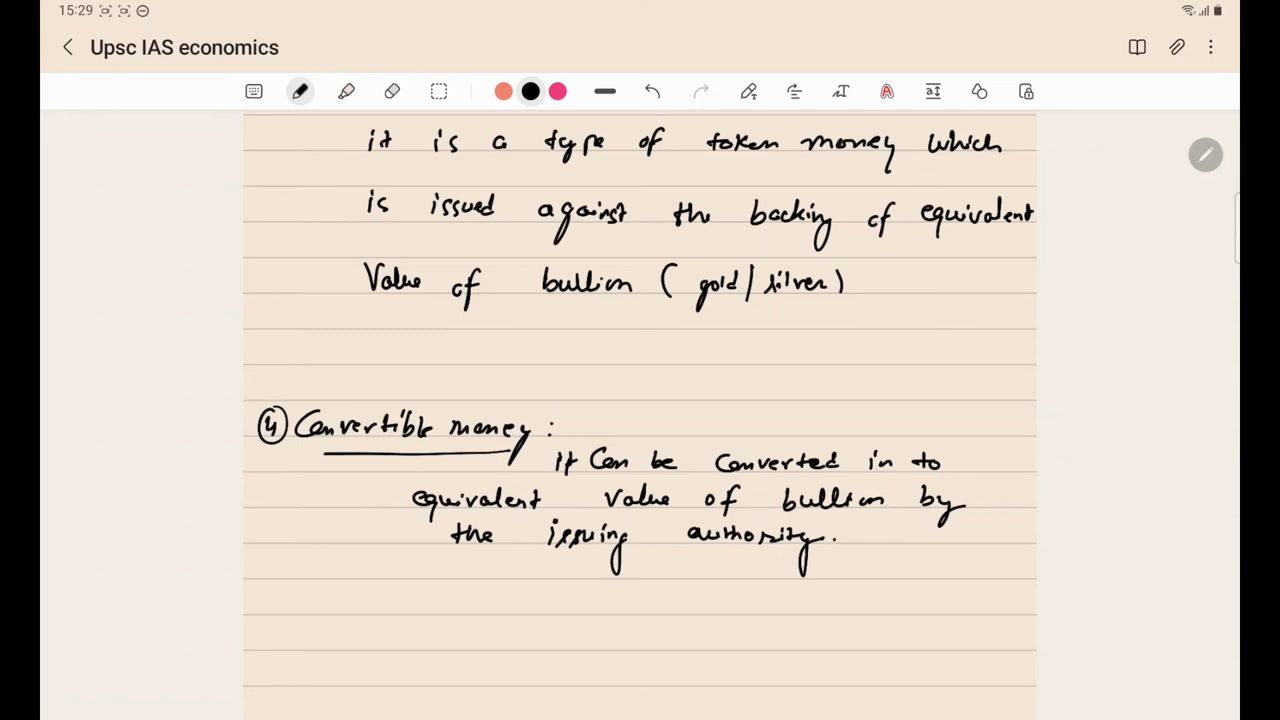 15:29
Upsc IAS economics
it is a type of token money which
is issued against the backing of equivalent
Value of bullion ( gold/silver)
④ Convertible money :
it Can be converted in to
equivalent value of bullion by
the issuing authority.